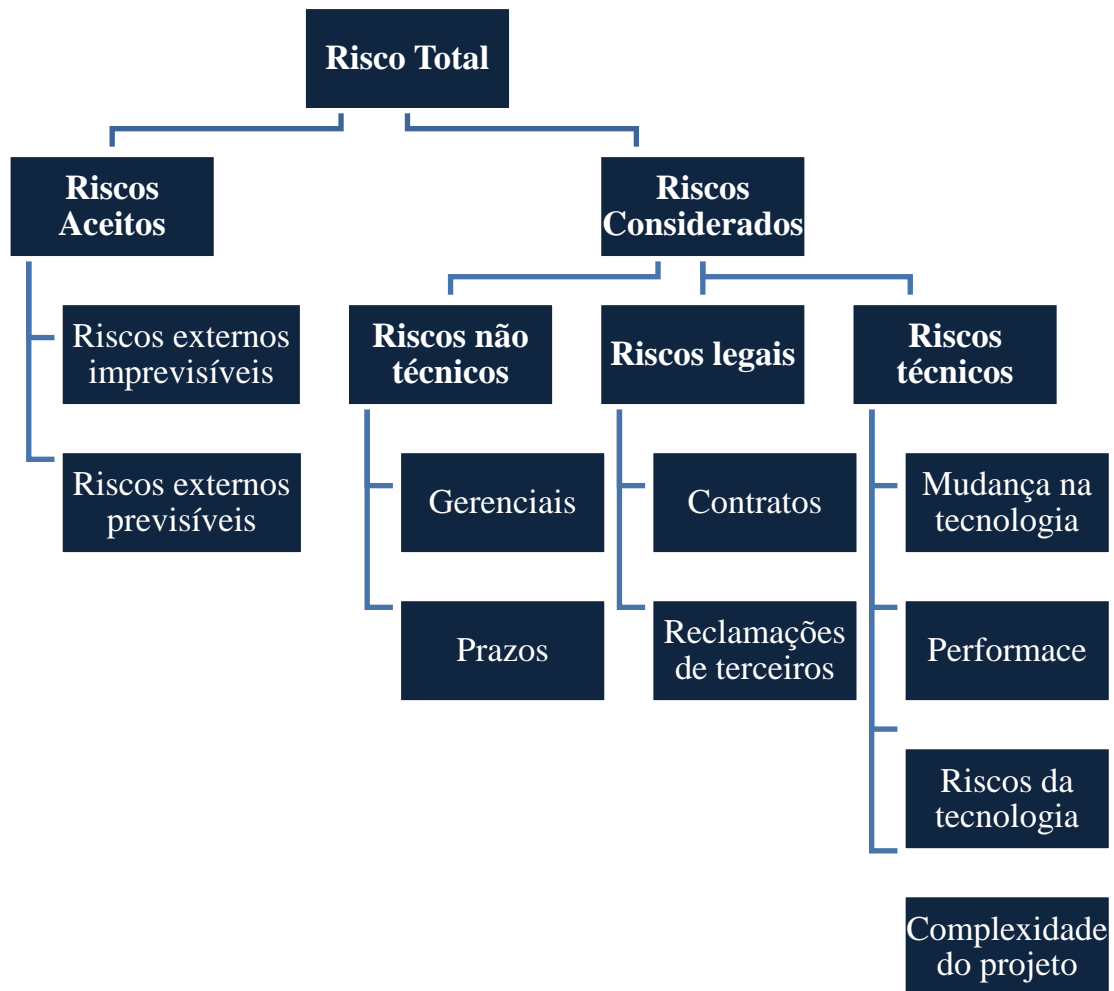 Risco Total
Riscos
Aceitos
Riscos
Considerados
Riscos externos
imprevisíveis
Riscos externos
previsíveis
Riscos não
técnicos
Gerenciais
Prazos
Riscos legais
Contratos
Reclamações
de terceiros
Riscos
técnicos
Mudança na
tecnologia
Performace
Riscos da
tecnologia
Complexidade
do projeto